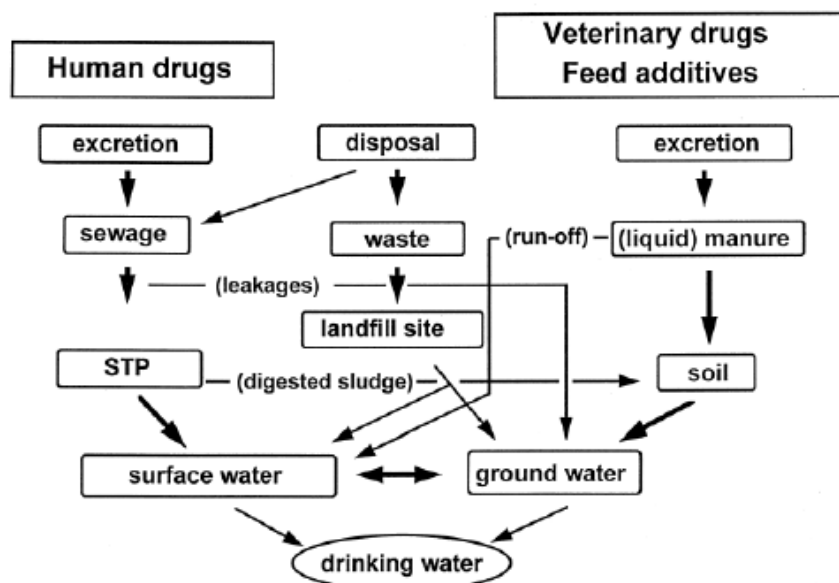 Human drugs
Veterinary drugs
Feed additives
excretion
disposal
excretion
sewage
waste
(run-off)
(liquid) manure
(leakages)
landfill site
STP
(digested sludge)
soil
surface water
ground water
drinking water